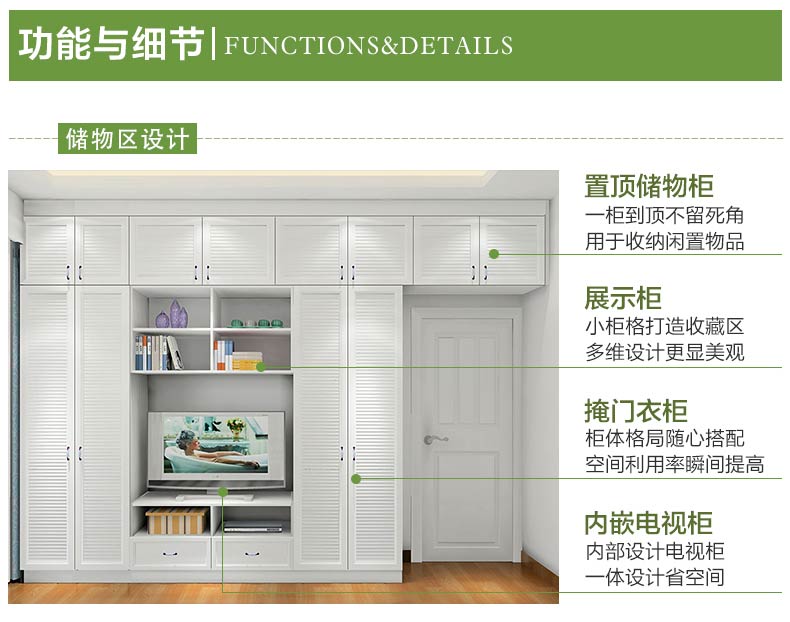 功能与细节|FUNCTIONS&DETAILS
储物区设计
置顶储物柜
一柜到顶不留死角
用于收纳闲置物品
展示柜
小柜格打造收藏区
多维设计更显美观
掩门衣柜
柜体格局随心搭配
空间利用率瞬间提高
内嵌电视柜
内部设计电视柜
一体设计省空间